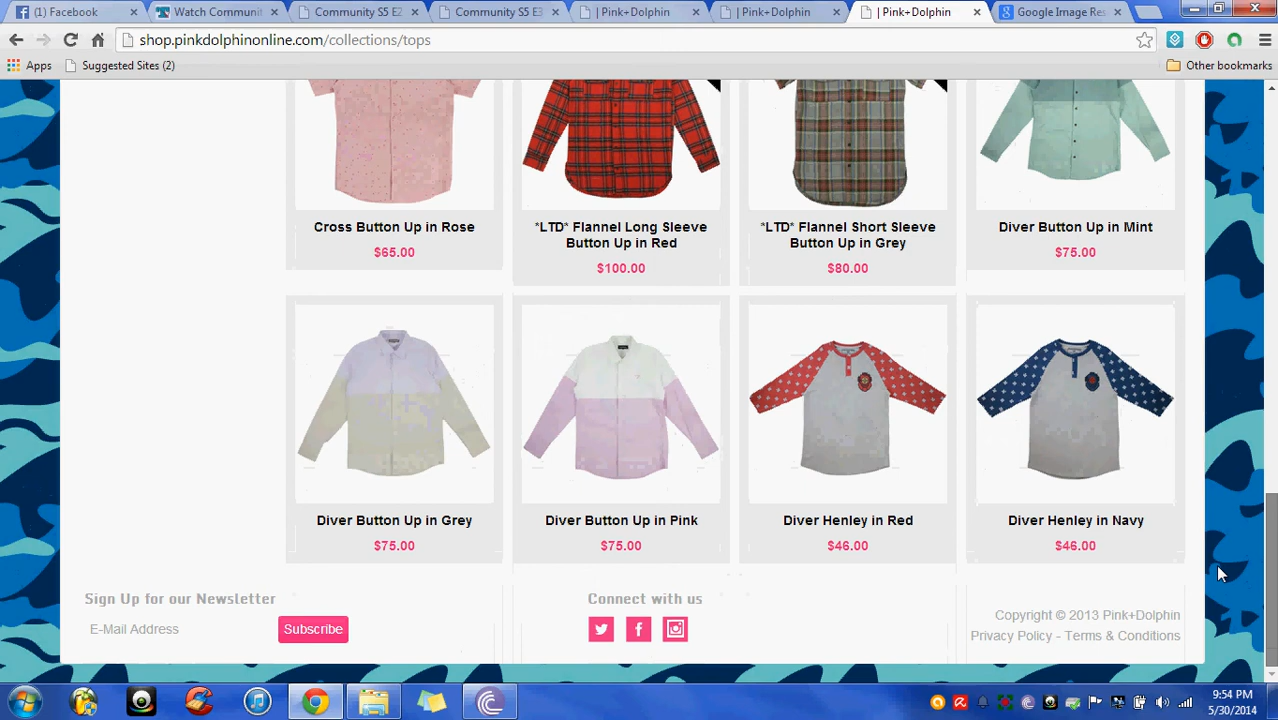 (1) Facebook
Watch Communit
Community S5 E2
Community S5 E3
| Pink+Dolphin
| Pink+Dolphin
| Pink+Dolphin
Google Image Res
shop.pinkdolphinonline.com/collections/tops
Apps
Suggested Sites (2)
Other bookmarks
Cross Button Up in Rose
$65.00
*LTD* Flannel Long Sleeve
Button Up in Red
$100.00
*LTD* Flannel Short Sleeve
Button Up in Grey
$80.00
Diver Button Up in Mint
$75.00
Diver Button Up in Grey
$75.00
Diver Button Up in Pink
$75.00
Diver Henley in Red
$46.00
Diver Henley in Navy
$46.00
Sign Up for our Newsletter
E-Mail Address
Subscribe
Connect with us
Copyright © 2013 Pink+Dolphin
Privacy Policy - Terms & Conditions
9:54 PM
5/30/2014